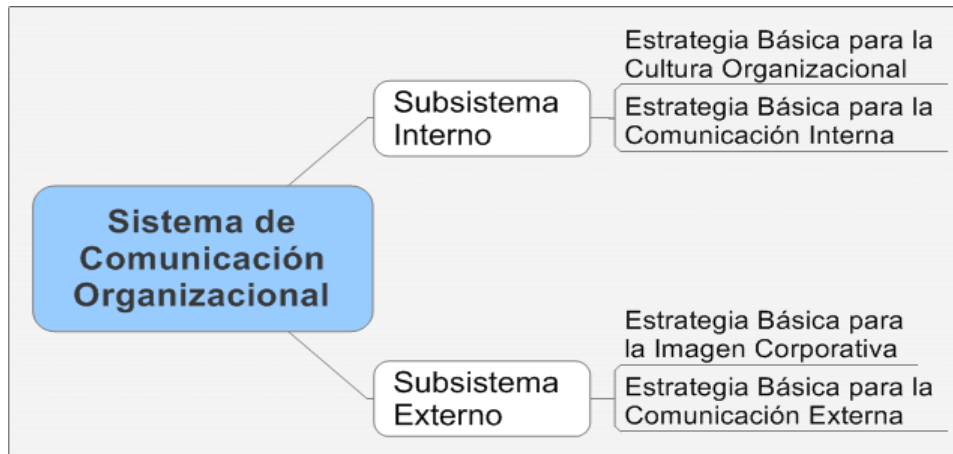 Sistema de
Comunicación
Organizacional
Subsistema
Interno
Estrategia Básica para la
Cultura Organizacional
Estrategia Básica para la
Comunicación Interna
Subsistema
Externo
Estrategia Básica para
la Imagen Corporativa
Estrategia Básica para la
Comunicación Externa